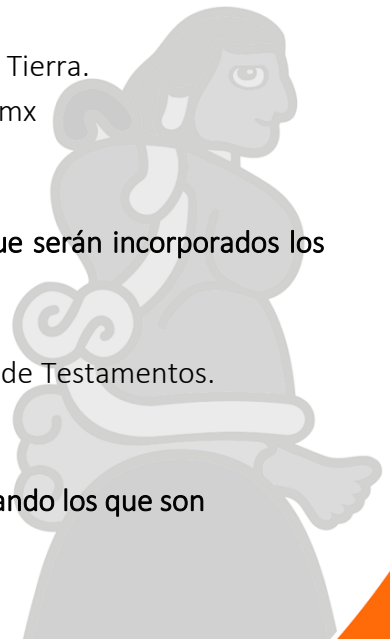 Tierra.
mx
ue serán incorporados los
de Testamentos.
ando los que son